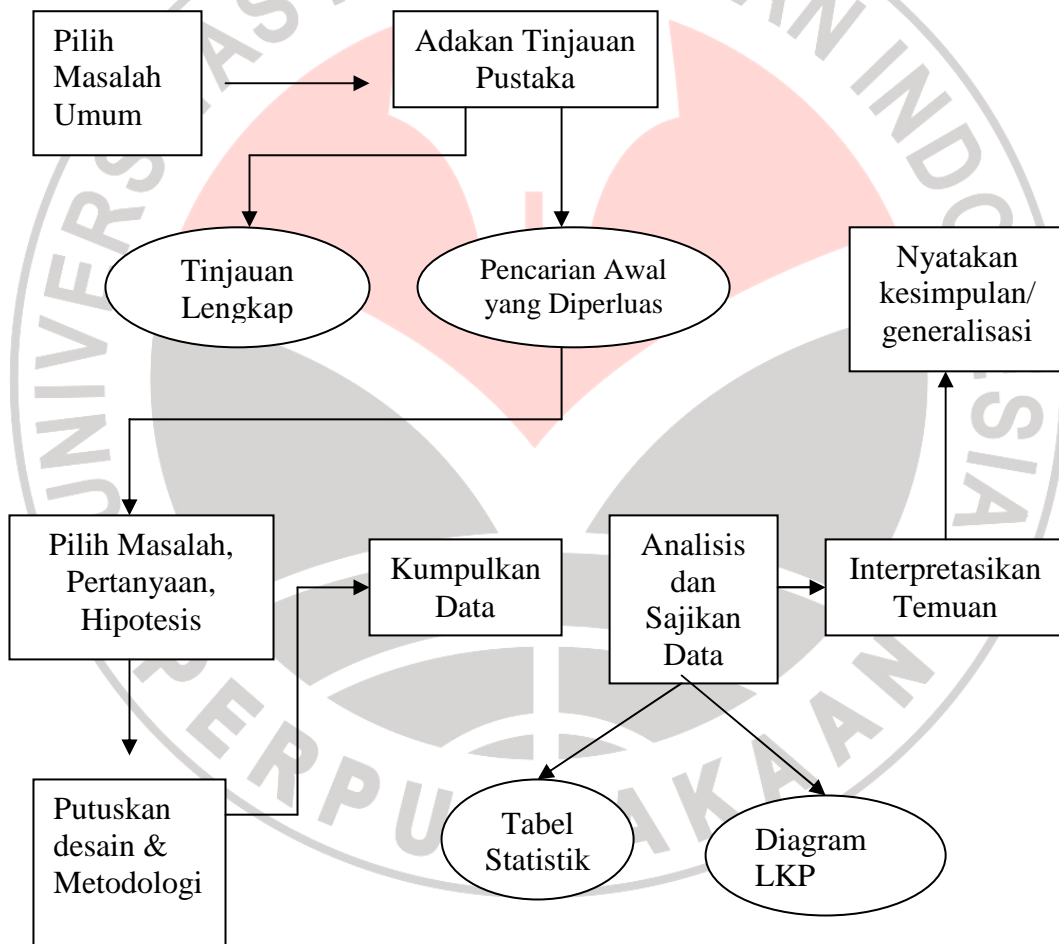 Pilih
Masalah
Umum
Adakan Tinjauan
Pustaka
Tinjauan
Lengkap
Pencarian Awal
yang Diperluas
Nyatakan
kesimpulan/
generalisasi
Pilih Masalah,
Pertanyaan,
Hipotesis
Kumpulkan
Data
Analisis
dan
Sajikan
Data
Interpretasikan
Temuan
Putuskan
desain &
Metodologi
Tabel
Statistik
Diagram
LKP
PERPUSTAKAAN